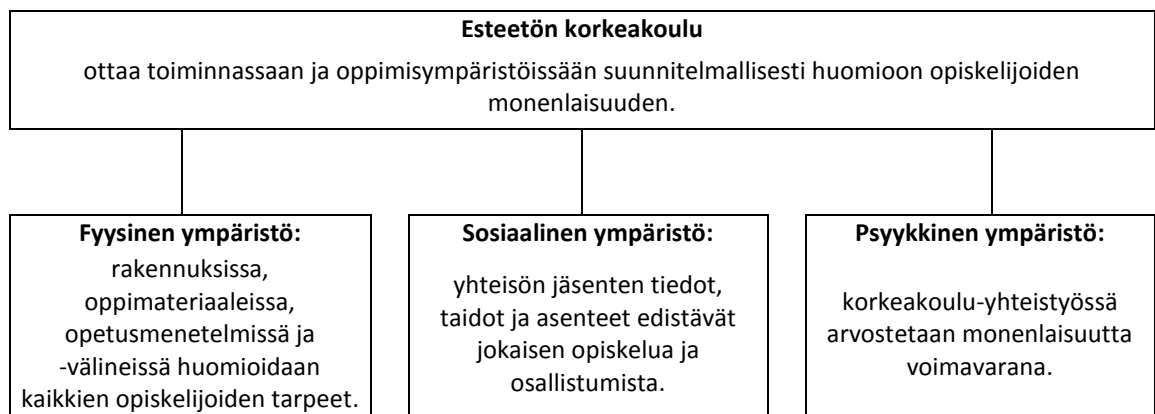 Esteetön korkeakoulu
ottaa toiminnassaan ja oppimisympäristöissään suunnitelmallisesti huomioon opiskelijoiden
monenlaisuuden.
Fyysinen ympäristö:
rakennuksissa,
oppimateriaaleissa,
opetusmenetelmissä ja
-välineissä huomioidaan
kaikkien opiskelijoiden tarpeet.
Sosiaalinen ympäristö:
yhteisön jäsenten tiedot,
taidot ja asenteet edistävät
jokaisen opiskelua ja
osallistumista.
Psyykkinen ympäristö:
korkeakoulu-yhteistyössä
arvostetaan monenlaisuutta
voimavarana.